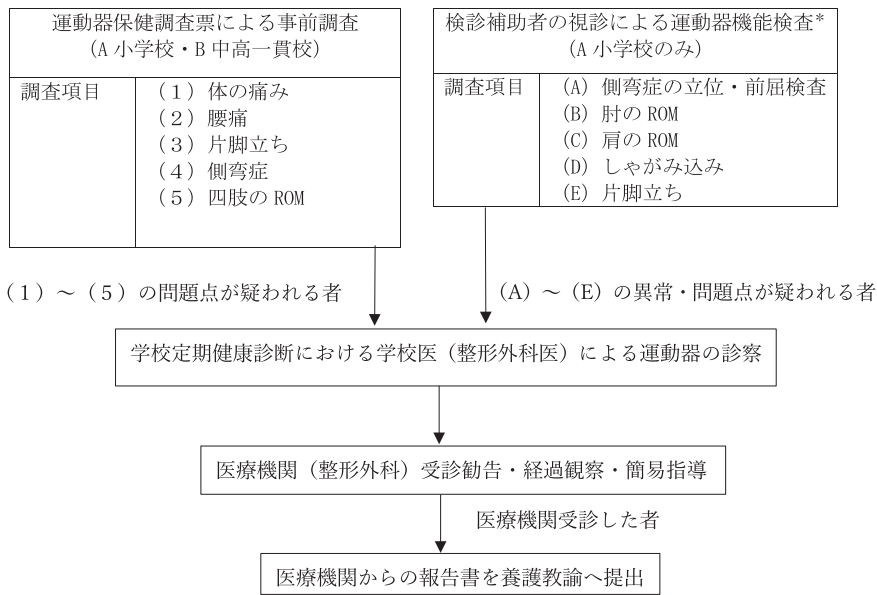 運動器保健調査票による事前調査
（A 小学校・B 中高一貫校）
調査項目
（１）体の痛み
（２）腰痛
（３）片脚立ち
（４）側弯症
（５）四肢の ROM
検診補助者の視診による運動器機能検査*
（A 小学校のみ）
調査項目
（A）側弯症の立位・前屈検査
（B）肘の ROM
（C）肩の ROM
（D）しゃがみ込み
（E）片脚立ち
（１）～（５）の問題点が疑われる者
（A）～（E）の異常・問題点が疑われる者
学校定期健康診断における学校医（整形外科医）による運動器の診察
医療機関（整形外科）受診勧告・経過観察・簡易指導
医療機関受診した者
医療機関からの報告書を養護教諭へ提出